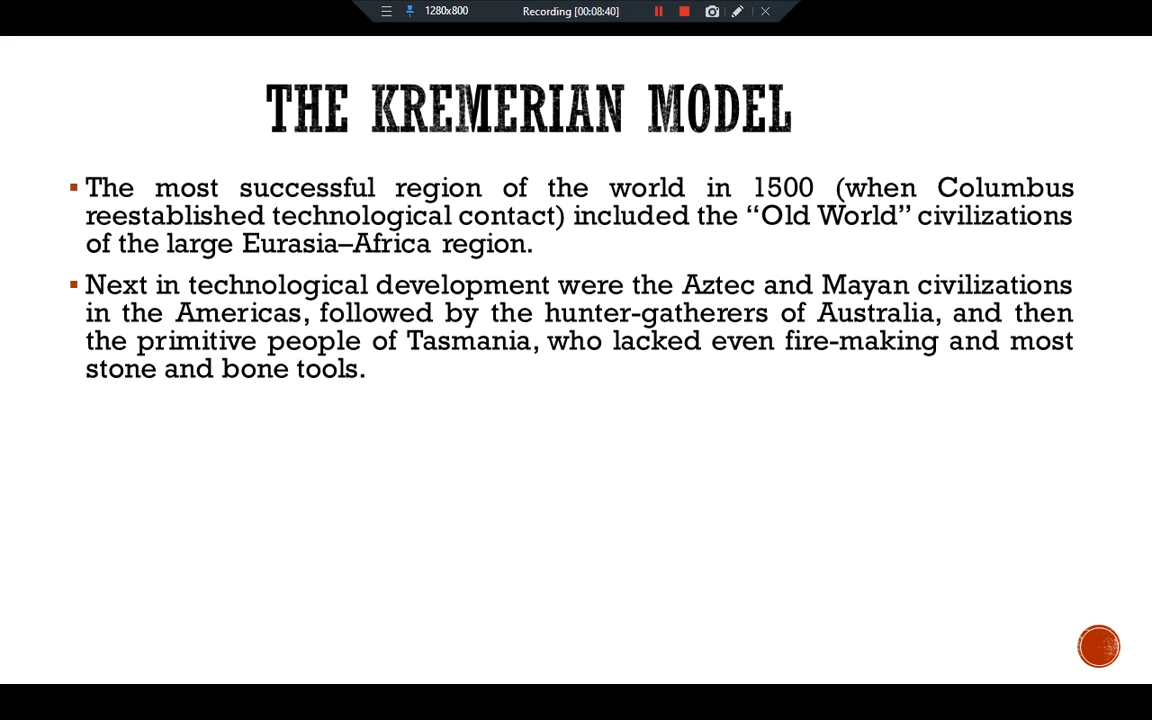 1280x800 Recording [00:08:40]
THE KREMERIAN MODEL
▪ The most successful region of the world in 1500 (when Columbus
reestablished technological contact) included the “Old World” civilizations
of the large Eurasia–Africa region.
▪ Next in technological development were the Aztec and Mayan civilizations
in the Americas, followed by the hunter-gatherers of Australia, and then
the primitive people of Tasmania, who lacked even fire-making and most
stone and bone tools.